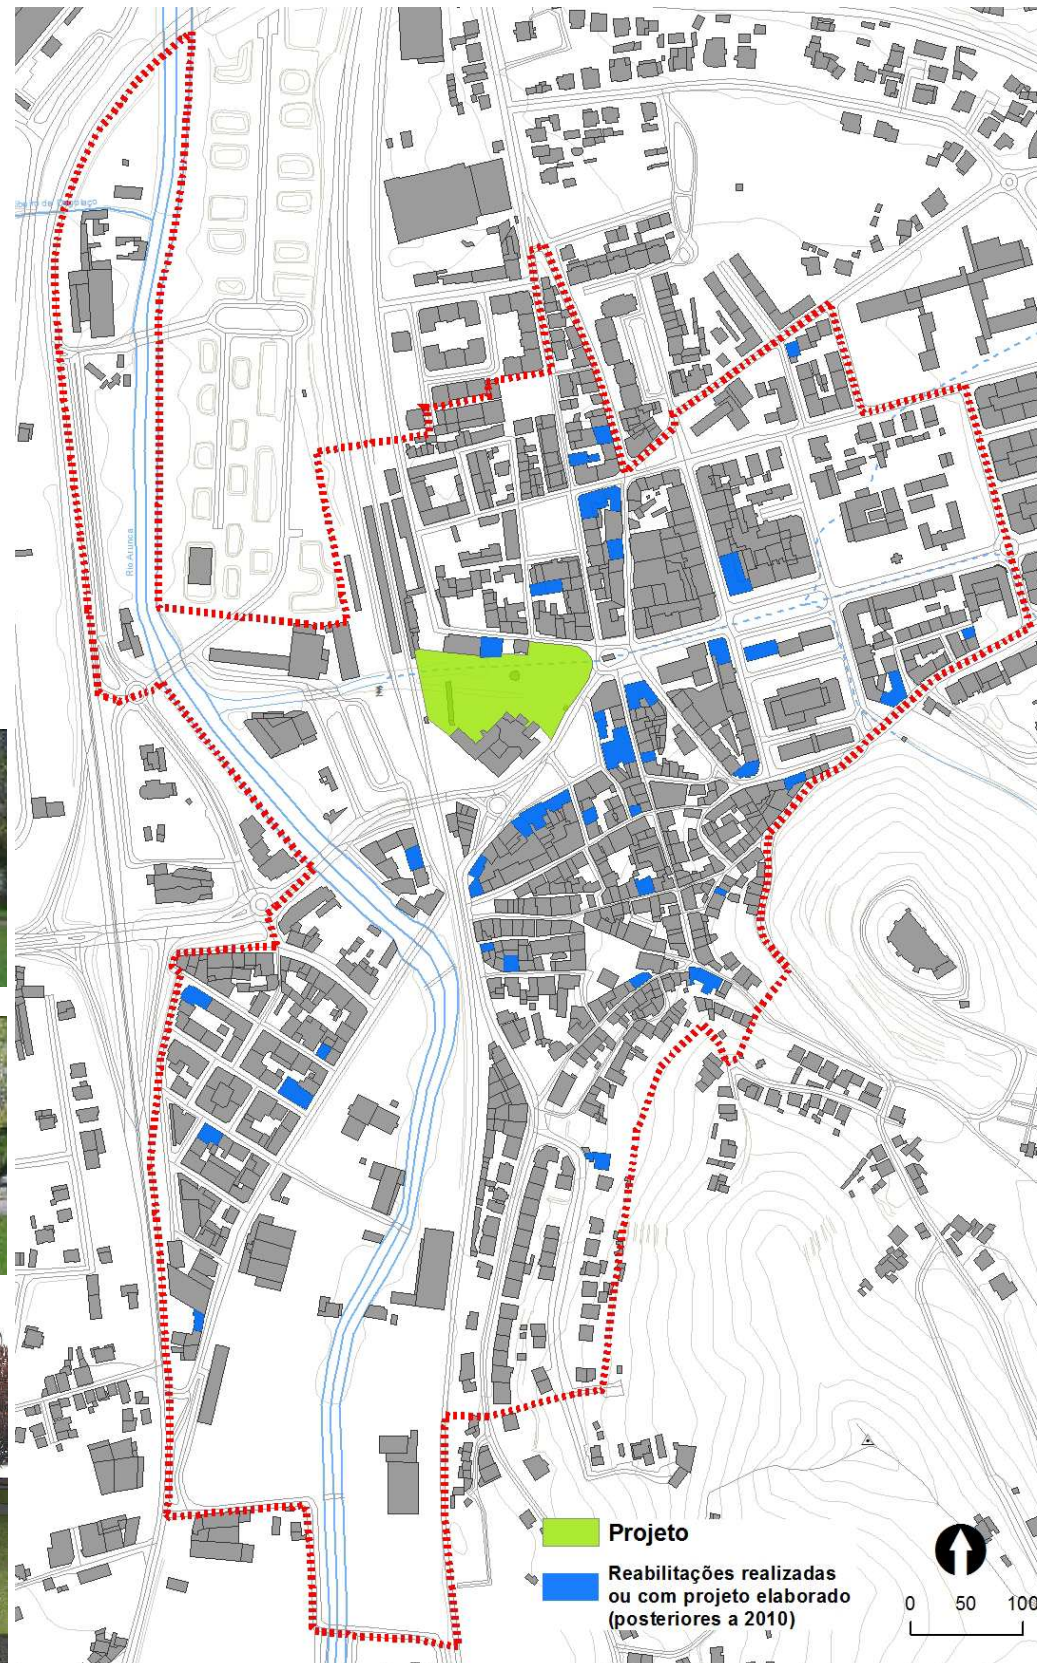 Rio Arunca
Projeto
Reabilitações realizadas
ou com projeto elaborado
(posteriores a 2010)
0 50 100